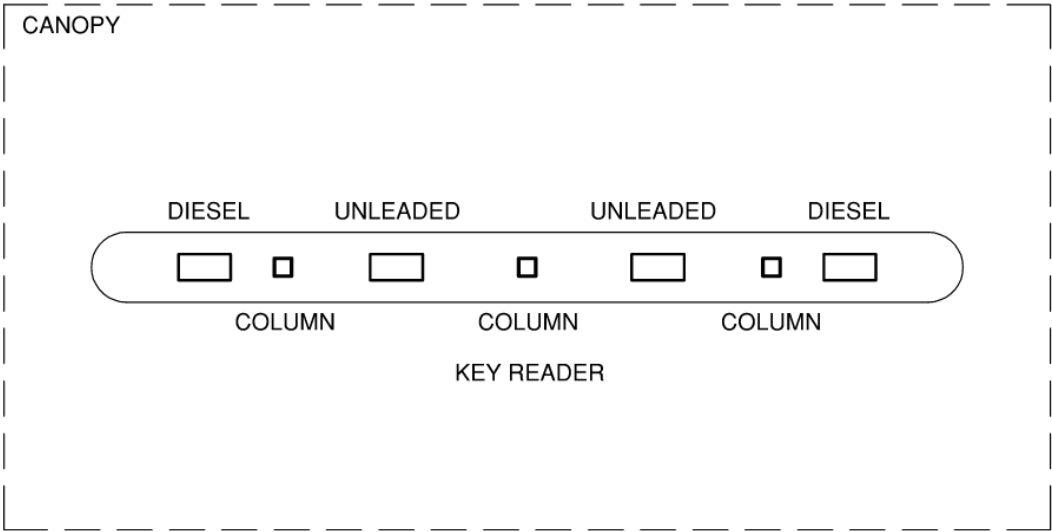 CANOPY
DIESEL UNLEADED UNLEADED DIESEL
COLUMN COLUMN COLUMN
KEY READER